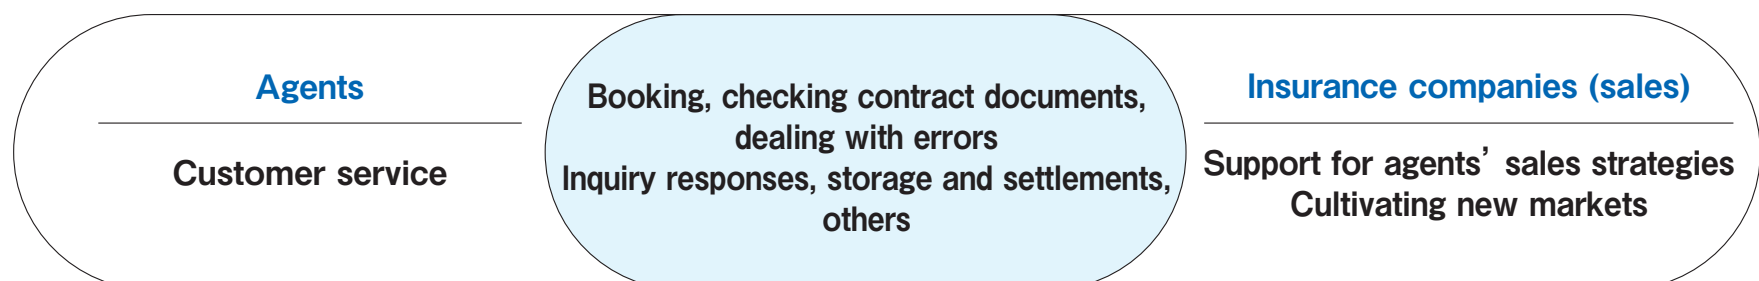 Agents
Customer service
Booking, checking contract documents,
dealing with errors
Inquiry responses, storage and settlements,
others
Insurance companies (sales)
Support for agents’ sales strategies
Cultivating new markets